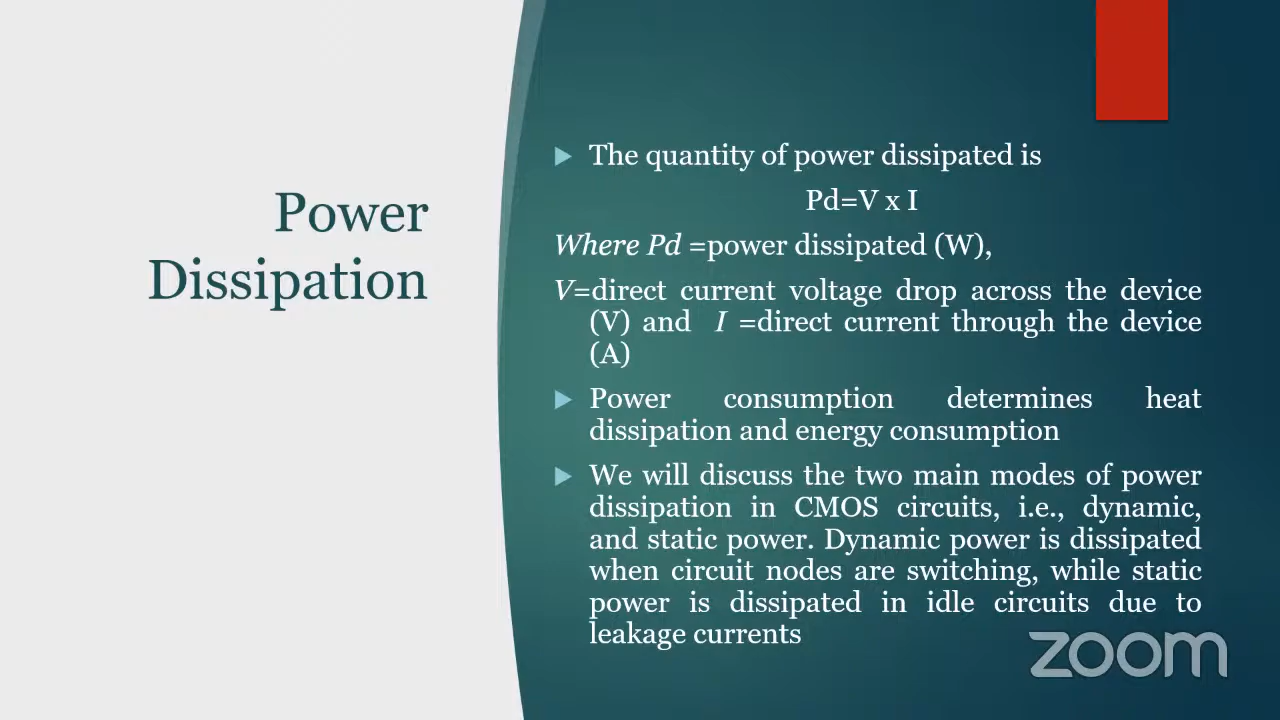 Power
Dissipation
The quantity of power dissipated is
Pd=V x I
Where Pd =power dissipated (W),
V=direct current voltage drop across the device
(V) and I =direct current through the device
(A)
Power consumption determines heat
dissipation and energy consumption
We will discuss the two main modes of power
dissipation in CMOS circuits, i.e., dynamic,
and static power. Dynamic power is dissipated
when circuit nodes are switching, while static
power is dissipated in idle circuits due to
leakage currents
zoom